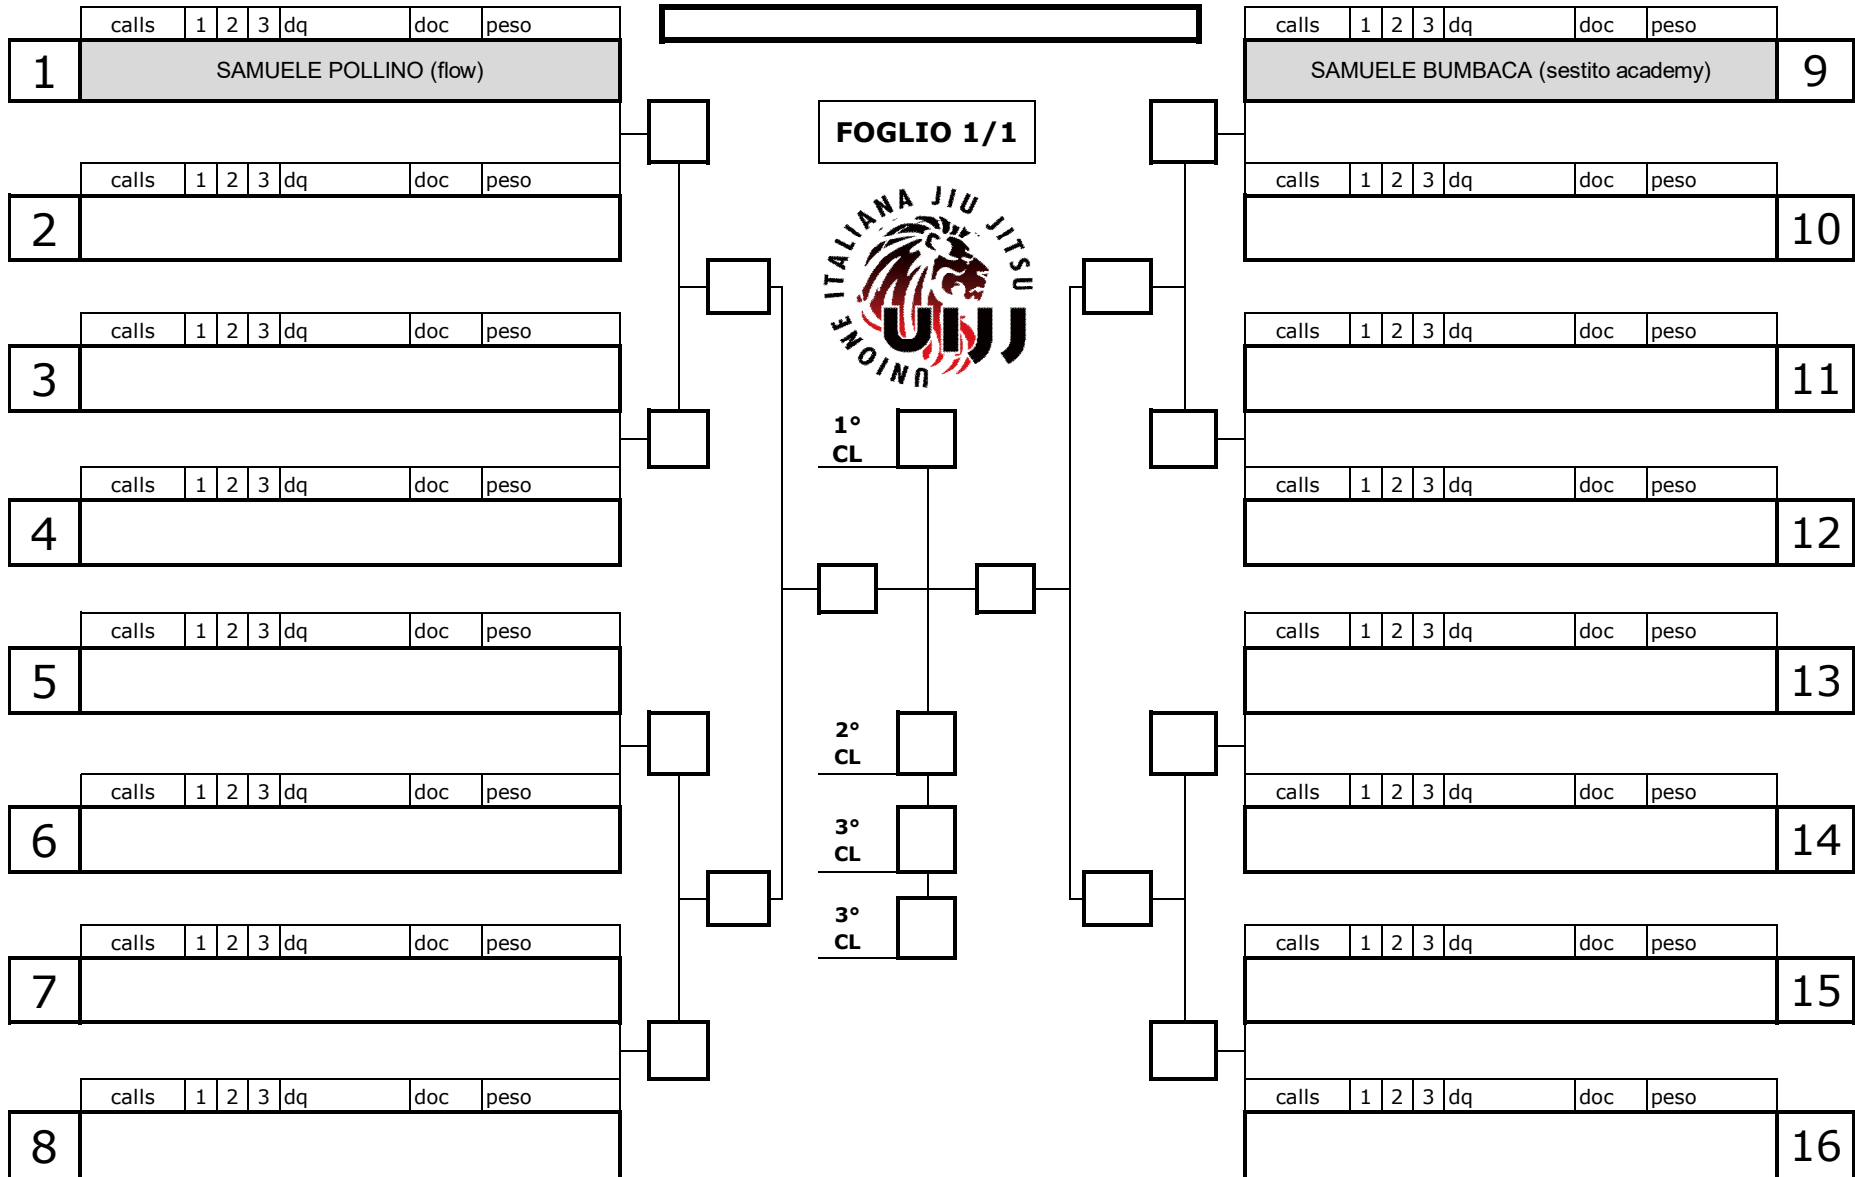 calls 1 2 3 dq doc peso
1 SAMUELE POLLINO (flow)
calls 1 2 3 dq doc peso
2
calls 1 2 3 dq doc peso
3
calls 1 2 3 dq doc peso
4
calls 1 2 3 dq doc peso
5
calls 1 2 3 dq doc peso
6
calls 1 2 3 dq doc peso
7
calls 1 2 3 dq doc peso
8
FOGLIO 1/1
UNIONE ITALIANA JIU JITSU
UIJJ
1°
CL
2°
CL
3°
CL
3°
CL
calls 1 2 3 dq doc peso
SAMUELE BUMBACA (sestito academy) 9
calls 1 2 3 dq doc peso
10
calls 1 2 3 dq doc peso
11
calls 1 2 3 dq doc peso
12
calls 1 2 3 dq doc peso
13
calls 1 2 3 dq doc peso
14
calls 1 2 3 dq doc peso
15
calls 1 2 3 dq doc peso
16